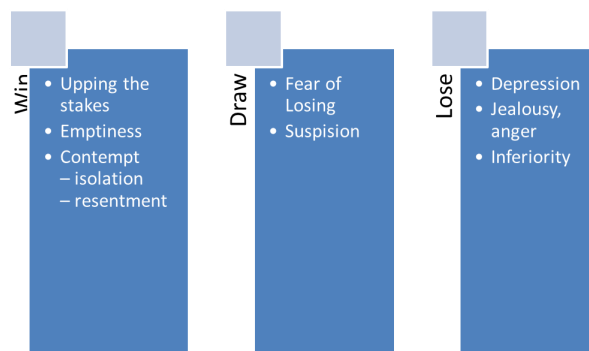 Win
• Upping the
stakes
• Emptiness
• Contempt
– isolation
– resentment
Draw
• Fear of
Losing
• Suspision
Lose
• Depression
• Jealousy,
anger
• Inferiority